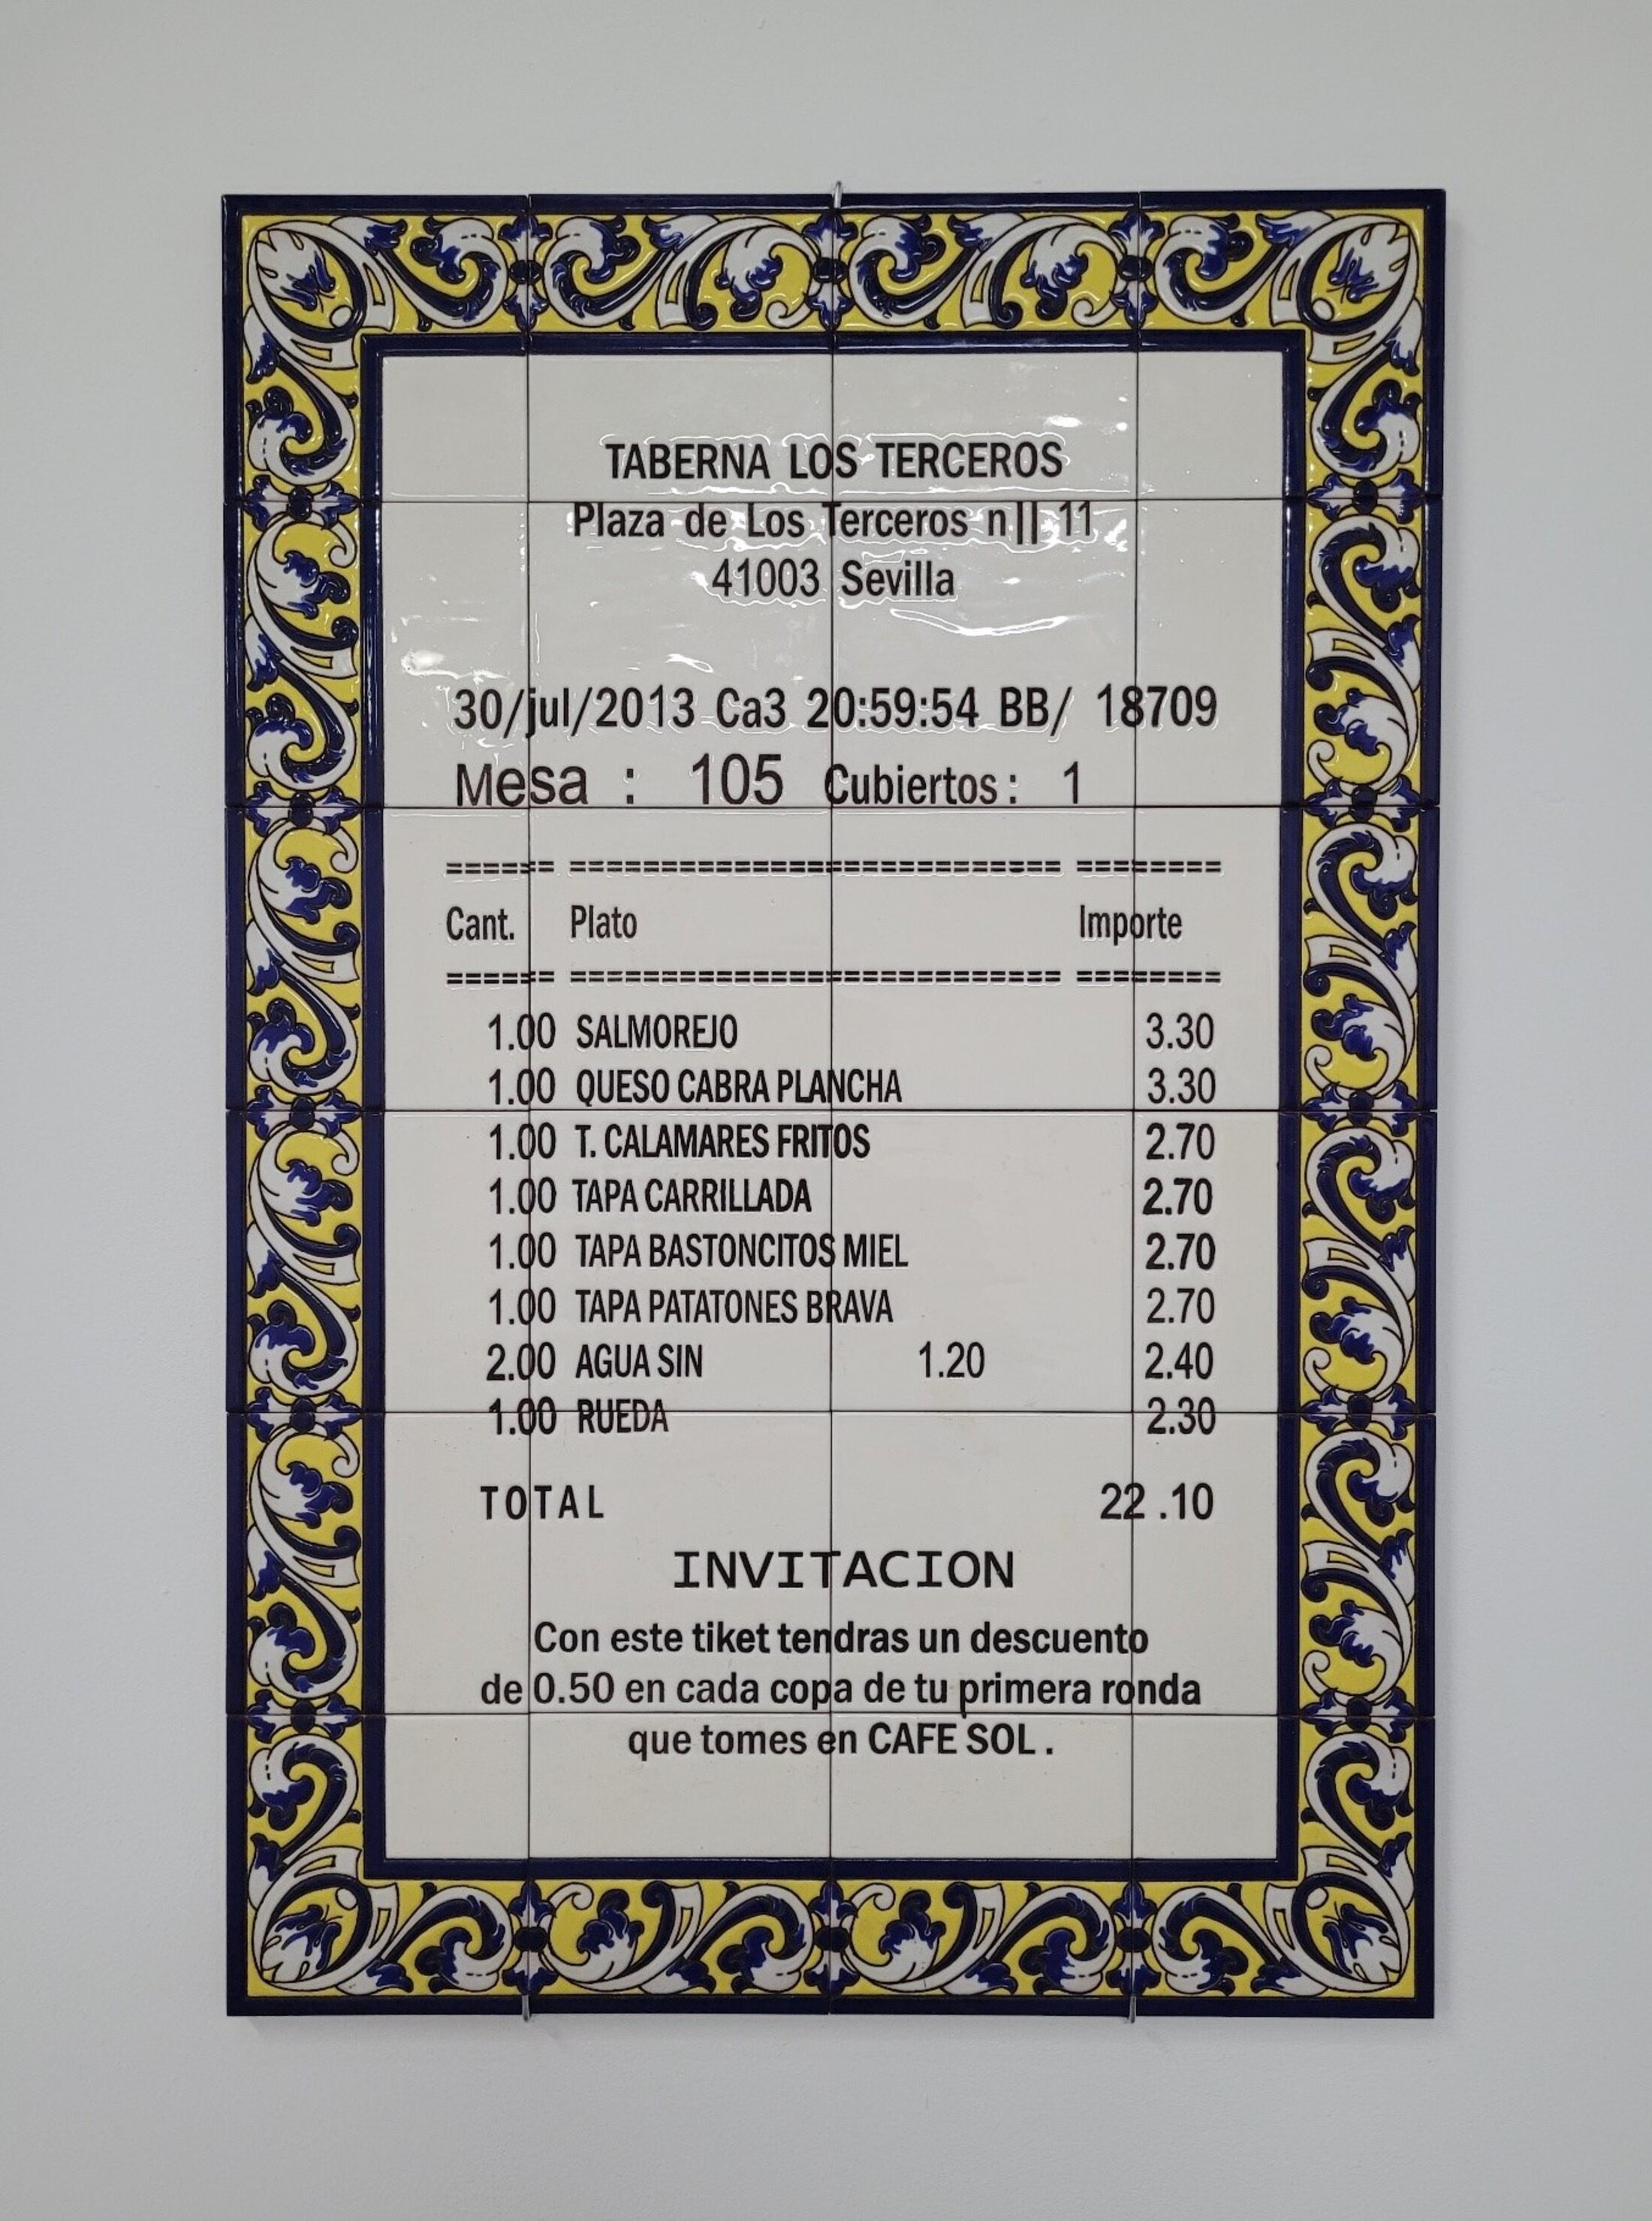 TABERNA LOS TERCEROS
Plaza de Los Terceros n|| 11
41003 Sevilla
30/jul/2013 Ca3 20:59:54 BB/ 18709
Mesa : 105 Cubiertos : 1
====== ============================ ========
Cant. Plato Importe
====== ============================ ========
1.00 SALMOREJO 3.30
1.00 QUESO CABRA PLANCHA 3.30
1.00 T. CALAMARES FRITOS 2.70
1.00 TAPA CARRILLADA 2.70
1.00 TAPA BASTONCITOS MIEL 2.70
1.00 TAPA PATATONES BRAVA 2.70
2.00 AGUA SIN 1.20 2.40
1.00 RUEDA 2.30
TOTAL 22 .10
INVITACION
Con este tiket tendras un descuento
de 0.50 en cada copa de tu primera ronda
que tomes en CAFE SOL .